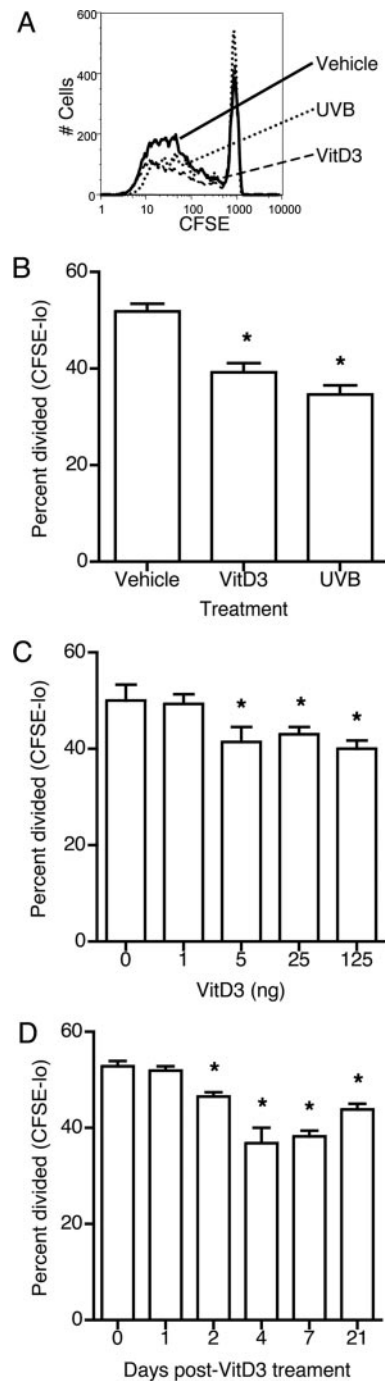 A
600
400
200
0
# Cells
Vehicle
UVB
VitD3
1 10 100 1000 10000
CFSE
B
60
40
20
0
Percent divided (CFSE-lo)
* *
Vehicle VitD3 UVB
Treatment
C
60
40
20
0
Percent divided (CFSE-lo)
* * *
0 1 5 25 125
VitD3 (ng)
D
60
40
20
0
Percent divided (CFSE-lo)
* * * *
0 1 2 4 7 21
Days post-VitD3 treament